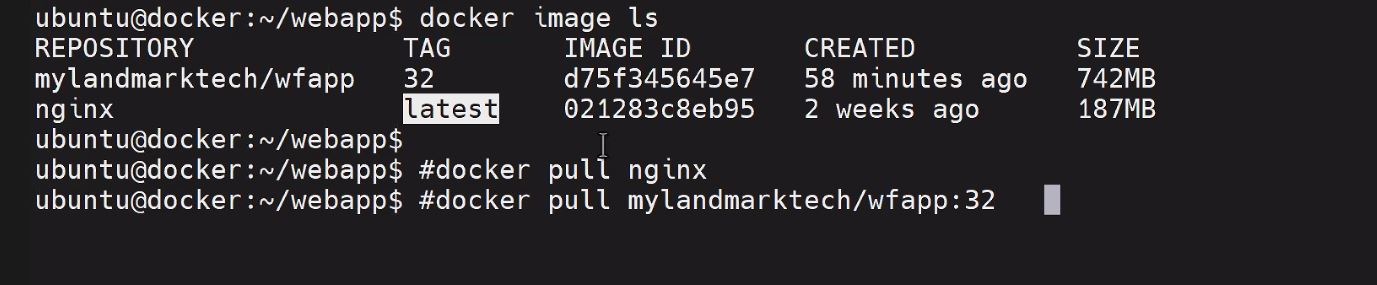 ubuntu@docker:~/webapp$ docker image ls
REPOSITORY TAG IMAGE ID CREATED SIZE
mylandmarktech/wfapp 32 d75f345645e7 58 minutes ago 742MB
nginx latest 021283c8eb95 2 weeks ago 187MB
ubuntu@docker:~/webapp$
ubuntu@docker:~/webapp$ #docker pull nginx
ubuntu@docker:~/webapp$ #docker pull mylandmarktech/wfapp:32